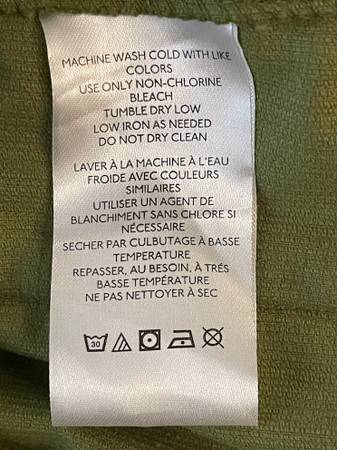 MACHINE WASH COLD WITH LIKE
COLORS
USE ONLY NON-CHLORINE
BLEACH
TUMBLE DRY LOW
LOW IRON AS NEEDED
DO NOT DRY CLEAN
LAVER À LA MACHINE À L'EAU
FROIDE AVEC COULEURS
SIMILAIRES
UTILISER UN AGENT DE
BLANCHIMENT SANS CHLORE SI
NÉCESSAIRE
SECHER PAR CULBUTAGE À BASSE
TEMPERATURE
REPASSER, AU BESOIN, À TRÉS
BASSE TEMPÉRATURE
NE PAS NETTOYER À SEC
30